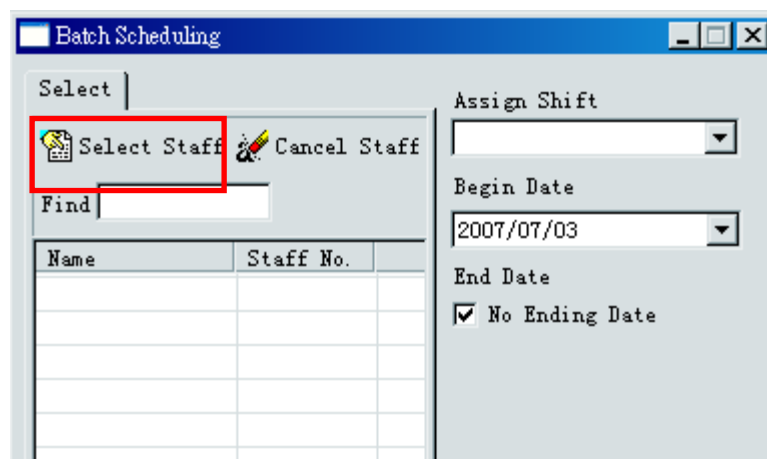 Batch Scheduling
Select
Select Staff Cancel Staff
Find
Name Staff No.
Assign Shift
Begin Date
2007/07/03
End Date
No Ending Date